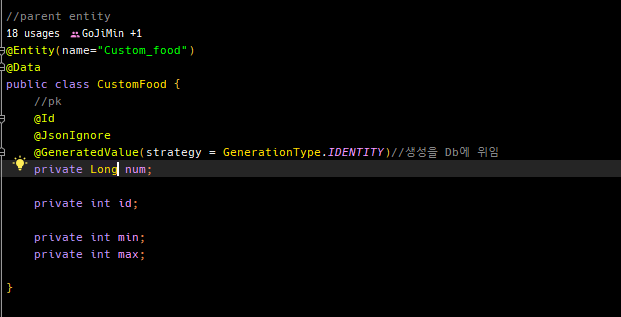 //parent entity
18 usages GoJiMin +1
@Entity(name="Custom_food")
@Data
public class CustomFood {
//pk
@Id
@JsonIgnore
@GeneratedValue(strategy = GenerationType.IDENTITY)//생성을 Db에 위임
private Long num;
private int id;
private int min;
private int max;
}